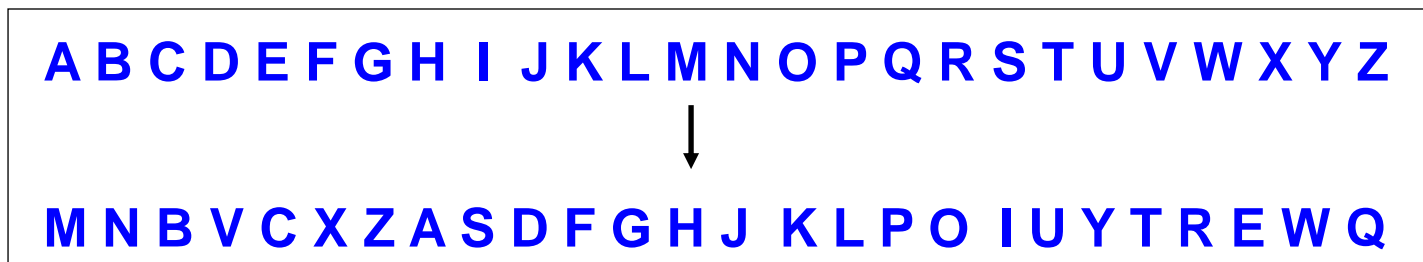 A B C D E F G H I J K L M N O P Q R S T U V W X Y Z
M N B V C X Z A S D F G H J K L P O I U Y T R E W Q